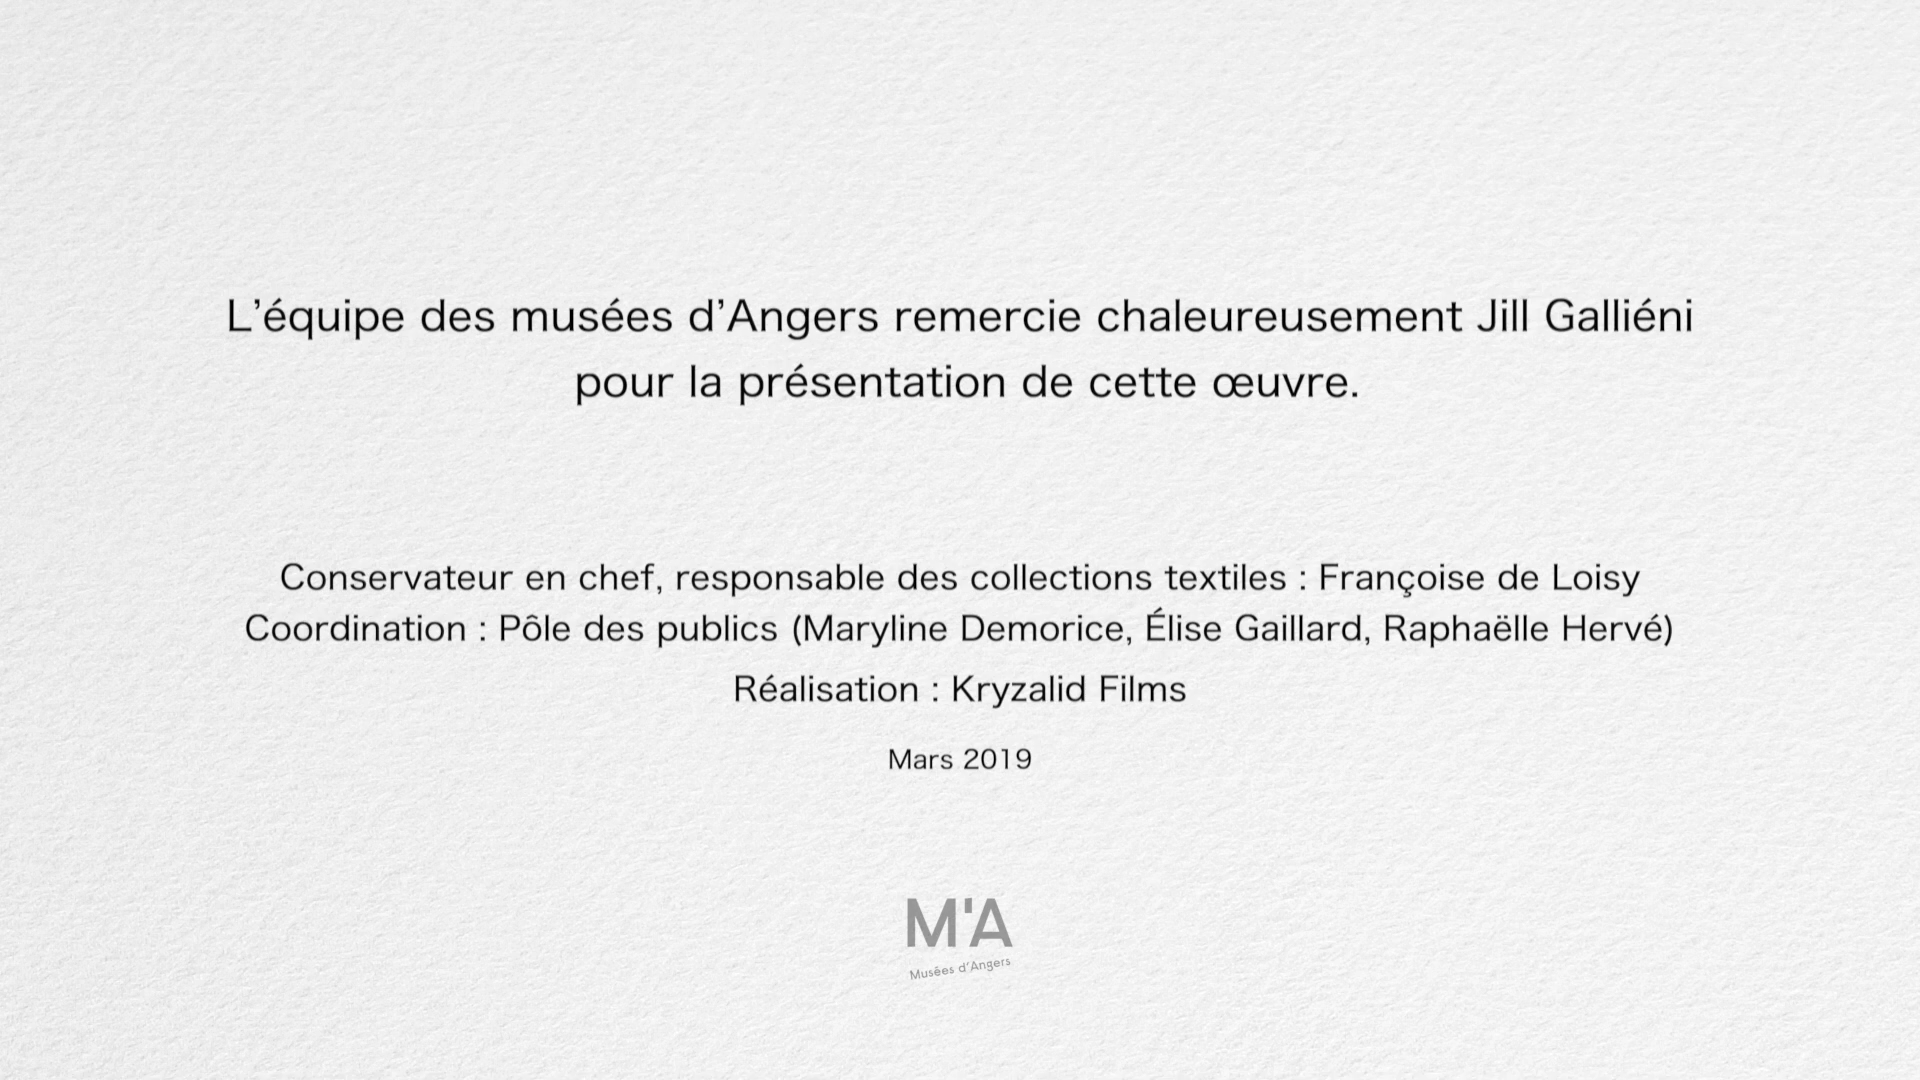 L’équipe des musées d’Angers remercie chaleureusement Jill Galliéni
pour la présentation de cette œuvre.
Conservateur en chef, responsable des collections textiles : Françoise de Loisy
Coordination : Pôle des publics (Maryline Demorice, Élise Gaillard, Raphaëlle Hervé)
Réalisation : Kryzalid Films
Mars 2019
M'A
Musées d'Angers